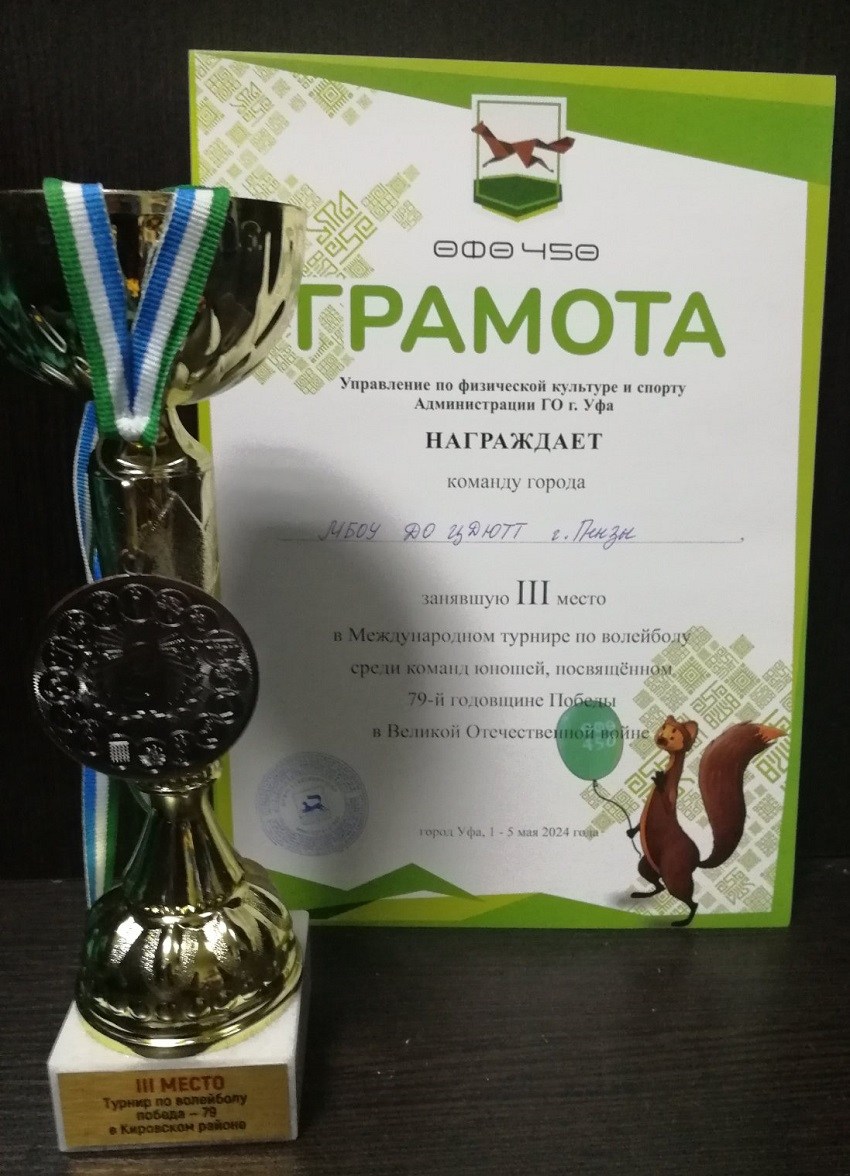 ӨФӨ 450
ГРАМОТА
Управление по физической культуре и спорту
Администрации ГО г. Уфа
НАГРАЖДАЕТ
команду города
МБОУ ДО ЦДЮТТ г. Пензы
занявшую III место
в Международном турнире по волейболу
среди команд юношей, посвящённом
79-й годовщине Победы
в Великой Отечественной войне
ӨФӨ
450
город Уфа, 1 - 5 мая 2024 года
III МЕСТО
Турнир по волейболу
победа – 79
в Кировском районе